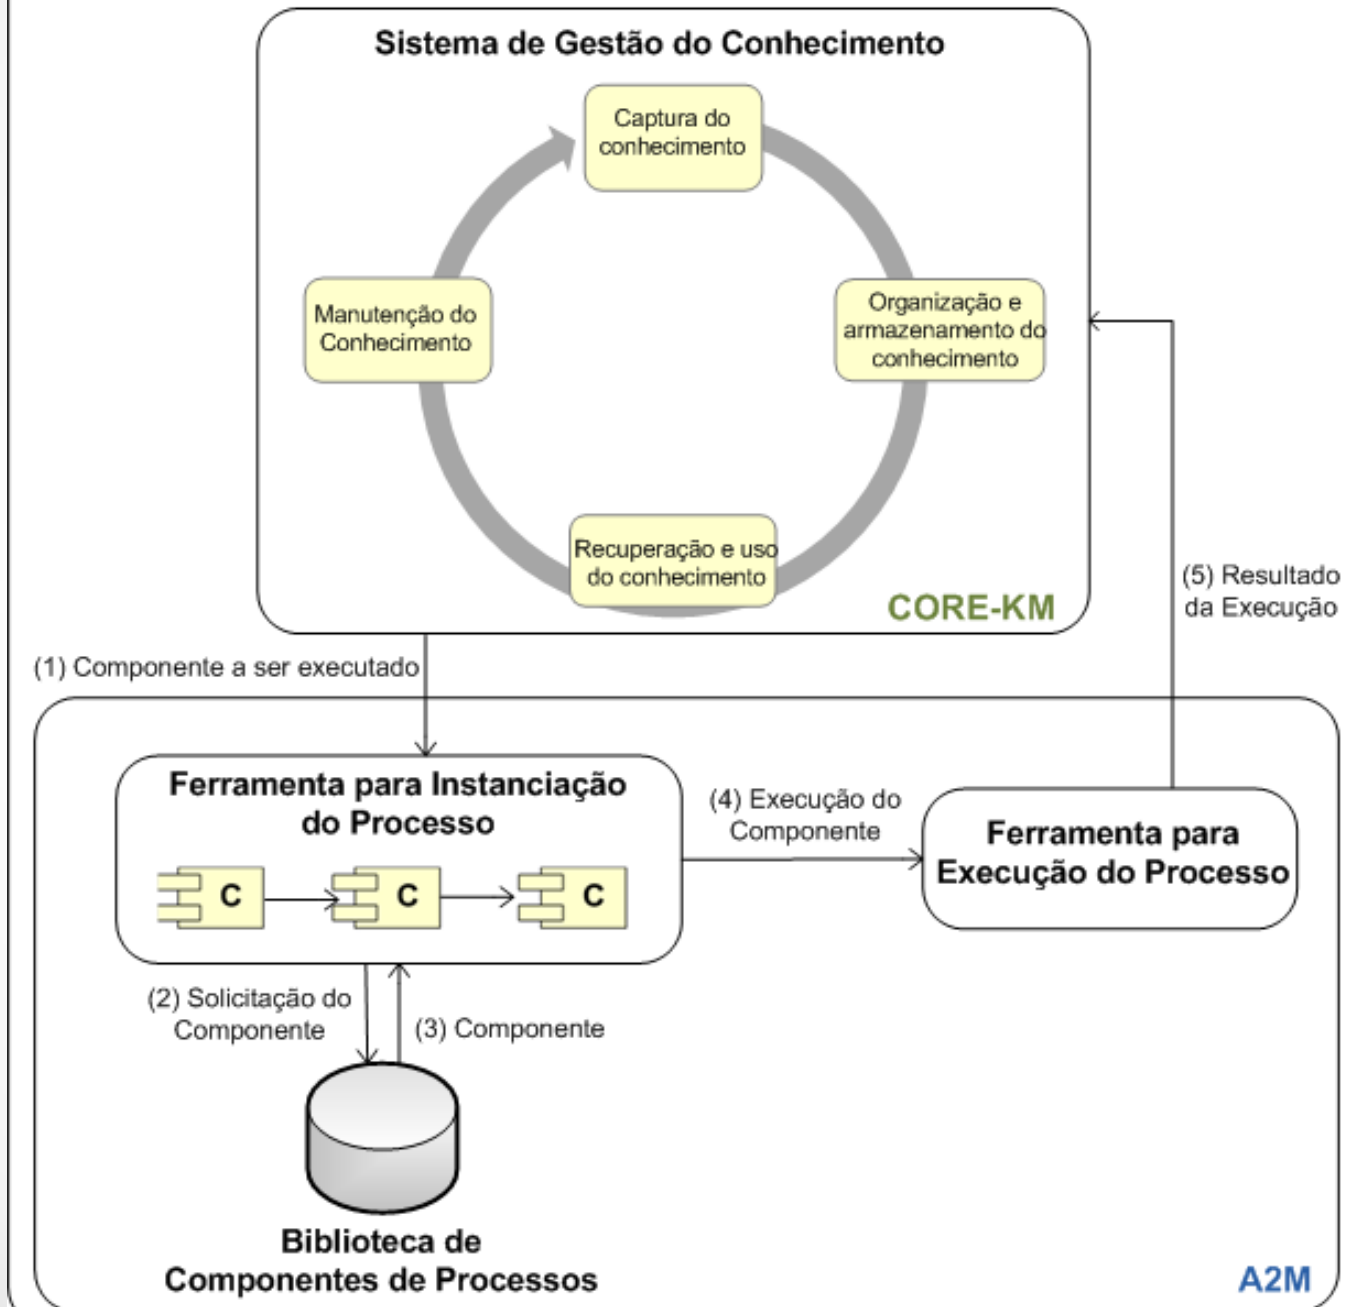 Sistema de Gestão do Conhecimento
Captura do
conhecimento
Manutenção do
Conhecimento
Organização e
armazenamento do
conhecimento
Recuperação e uso
do conhecimento
CORE-KM
(5) Resultado
da Execução
(1) Componente a ser executado
Ferramenta para Instanciação
do Processo
C
C
C
(4) Execução do
Componente
Ferramenta para
Execução do Processo
(2) Solicitação do
Componente
(3) Componente
Biblioteca de
Componentes de Processos
A2M